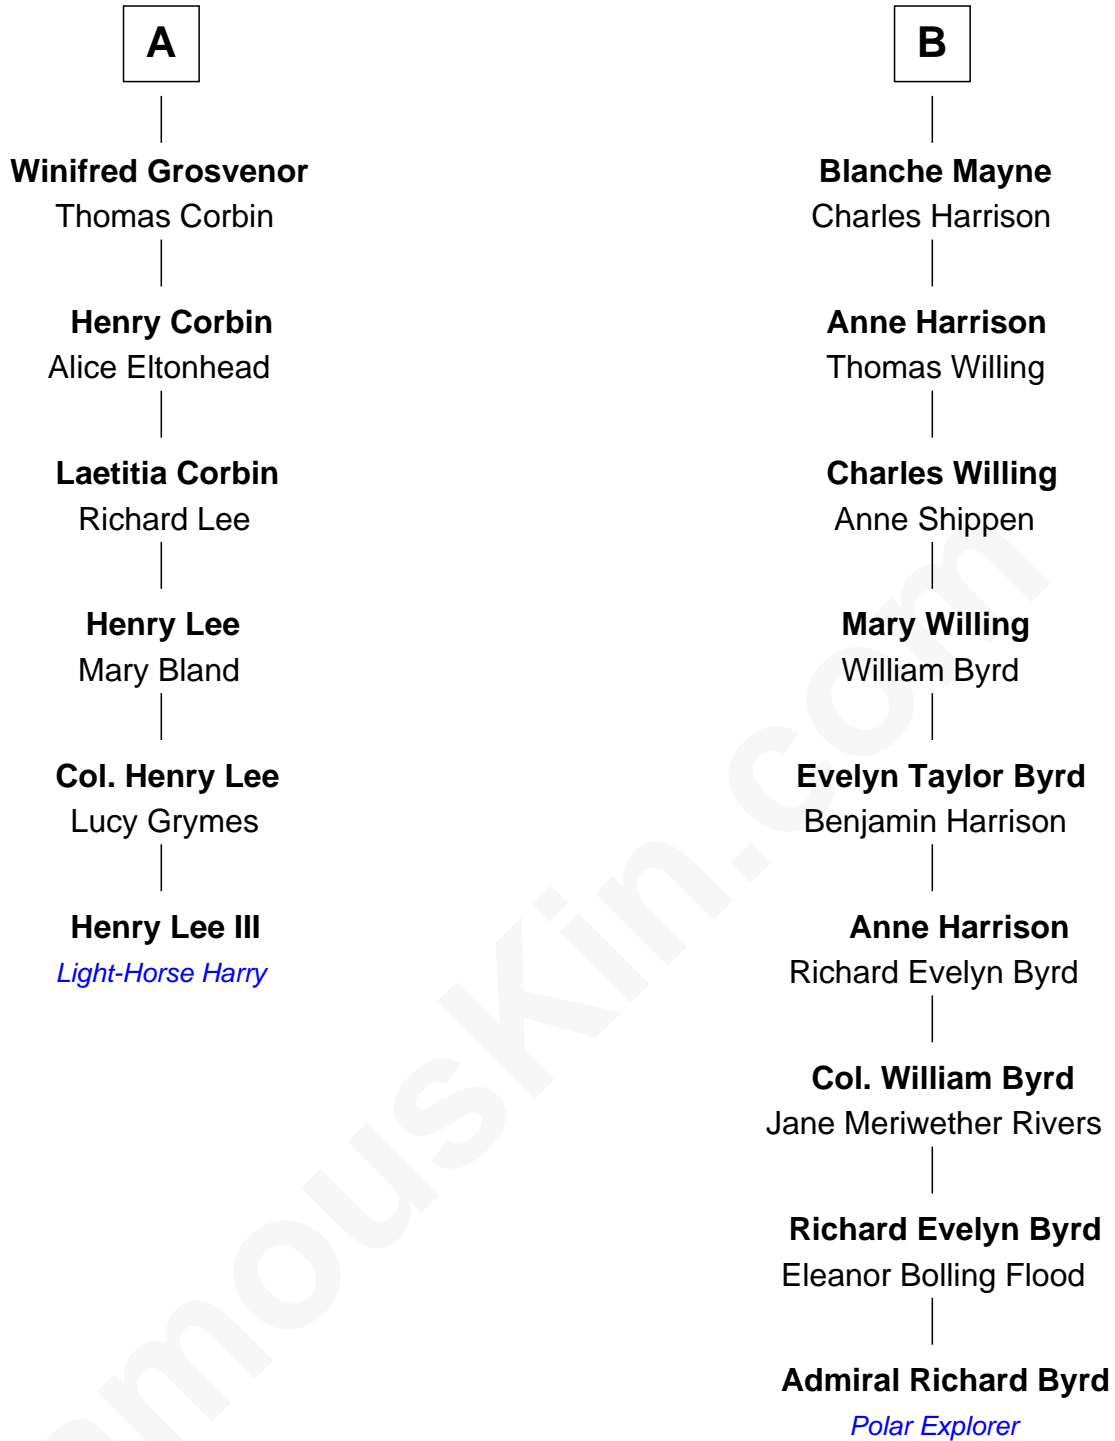 A
Winifred Grosvenor
Thomas Corbin
Henry Corbin
Alice Eltonhead
Laetitia Corbin
Richard Lee
Henry Lee
Mary Bland
Col. Henry Lee
Lucy Grymes
Henry Lee III
Light-Horse Harry
B
Blanche Mayne
Charles Harrison
Anne Harrison
Thomas Willing
Charles Willing
Anne Shippen
Mary Willing
William Byrd
Evelyn Taylor Byrd
Benjamin Harrison
Anne Harrison
Richard Evelyn Byrd
Col. William Byrd
Jane Meriwether Rivers
Richard Evelyn Byrd
Eleanor Bolling Flood
Admiral Richard Byrd
Polar Explorer
mouskin.com